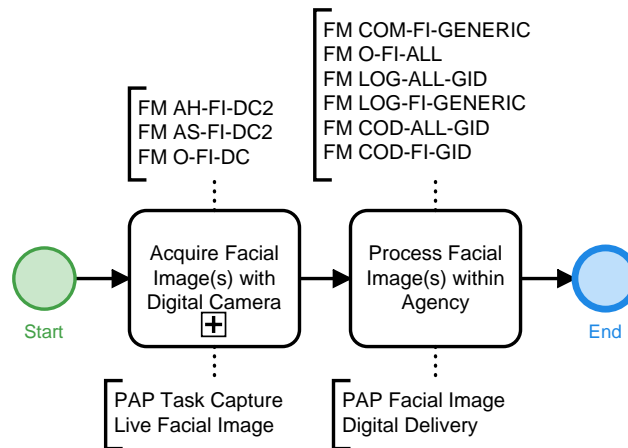 FM COM-FI-GENERIC
FM O-FI-ALL
FM LOG-ALL-GID
FM LOG-FI-GENERIC
FM COD-ALL-GID
FM COD-FI-GID
FM AH-FI-DC2
FM AS-FI-DC2
FM O-FI-DC
Start
Acquire Facial
Image(s) with
Digital Camera
Process Facial
Image(s) within
Agency
End
PAP Task Capture
Live Facial Image
PAP Facial Image
Digital Delivery